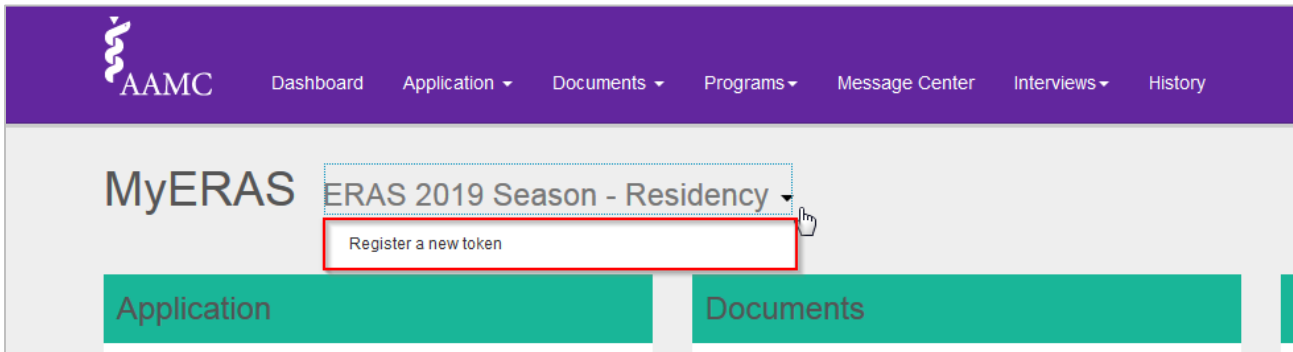 AAMC Dashboard Application Documents Programs Message Center Interviews History
MyERAS ERAS 2019 Season - Residency
Register a new token
Application Documents